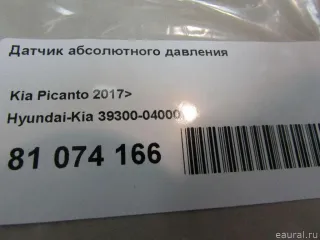 Датчик абсолютного давления
Kia Picanto 2017>
Hyundai-Kia 39300-04000
81 074 166
eaural.ru